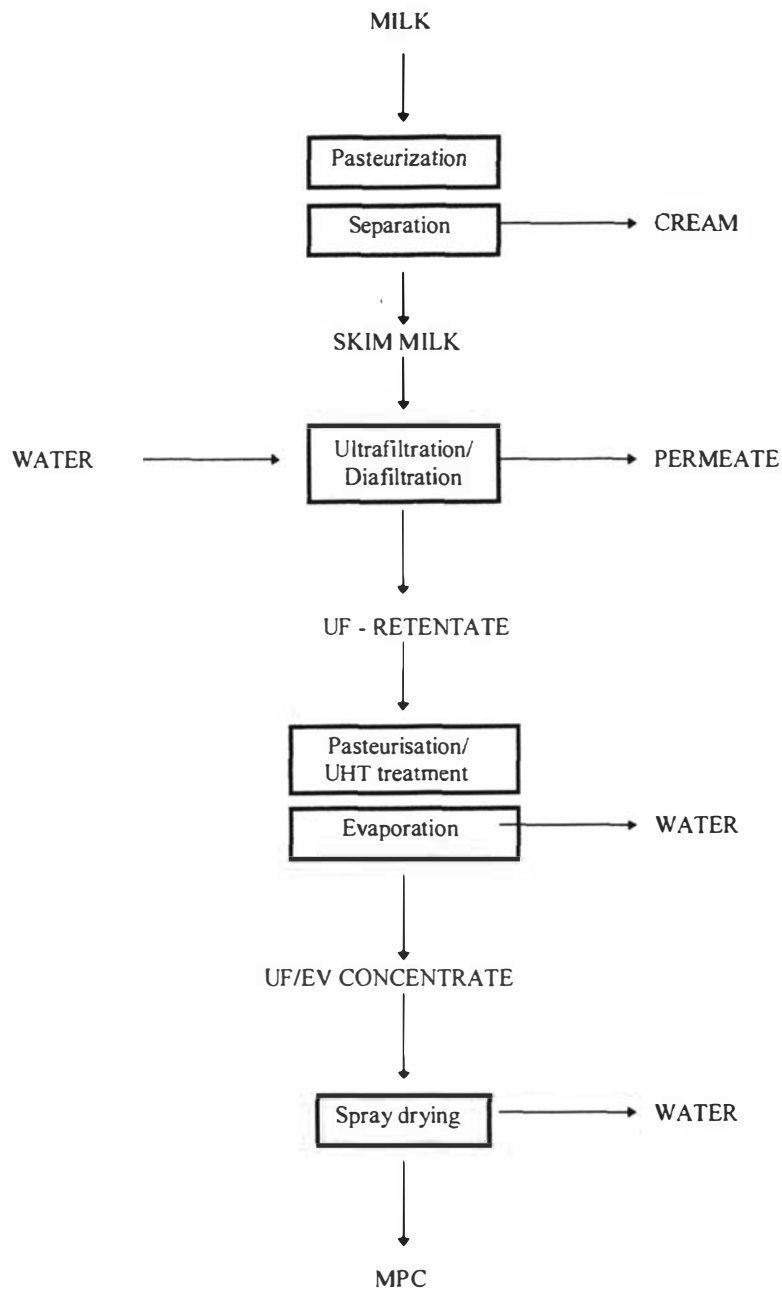 MILK
Pasteurization
Separation
CREAM
SKIM MILK
WATER
Ultrafiltration/
Diafiltration
PERMEATE
UF - RETENTATE
Pasteurisation/
UHT treatment
Evaporation
WATER
UF/EV CONCENTRATE
Spray drying
WATER
MPC